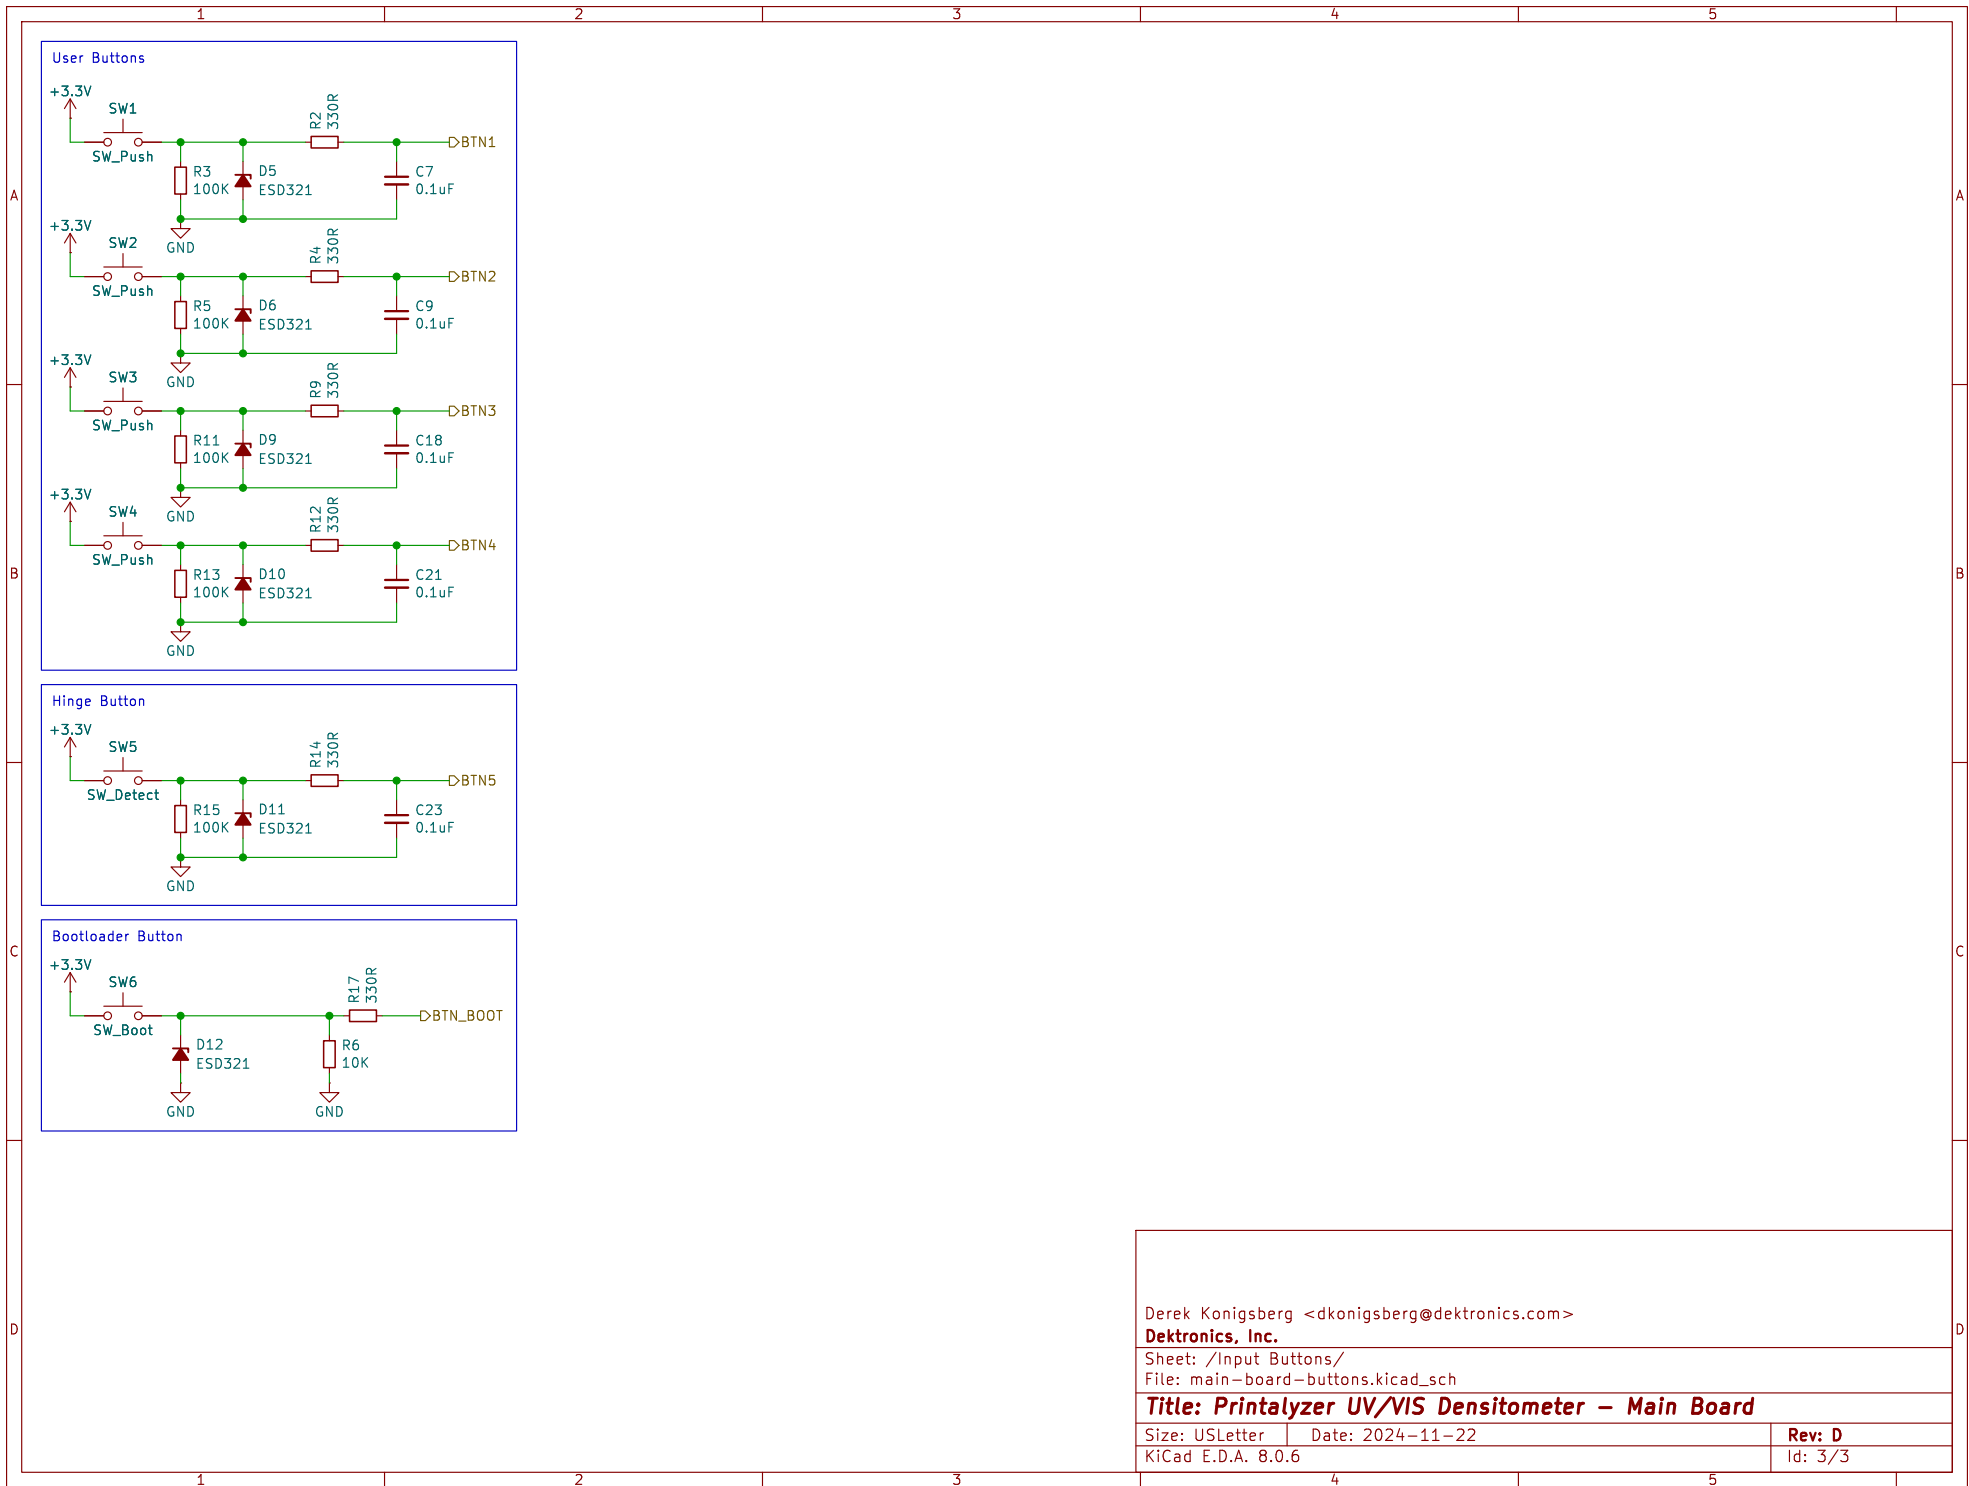 1 2 3 4 5
User Buttons
+3.3V
SW1
SW_Push
R2
330R
BTN1
R3
100K
D5
ESD321
C7
0.1uF
GND
A A
+3.3V
SW2
SW_Push
R4
330R
BTN2
R5
100K
D6
ESD321
C9
0.1uF
GND
+3.3V
SW3
SW_Push
R9
330R
BTN3
R11
100K
D9
ESD321
C18
0.1uF
GND
+3.3V
SW4
SW_Push
R12
330R
BTN4
R13
100K
D10
ESD321
C21
0.1uF
GND
B B
Hinge Button
+3.3V
SW5
SW_Detect
R14
330R
BTN5
R15
100K
D11
ESD321
C23
0.1uF
GND
Bootloader Button
C C
+3.3V
SW6
SW_Boot
R17
330R
BTN_BOOT
D12
ESD321
R6
10K
GND
GND
D D
Derek Konigsberg <dkonigsberg@dektronics.com>
Dektronics, Inc.
Sheet: /Input Buttons/
File: main-board-buttons.kicad_sch
Title: Printalyzer UV/VIS Densitometer - Main Board
Size: USLetter Date: 2024-11-22 Rev: D
KiCad E.D.A. 8.0.6 Id: 3/3
1 2 3 4 5